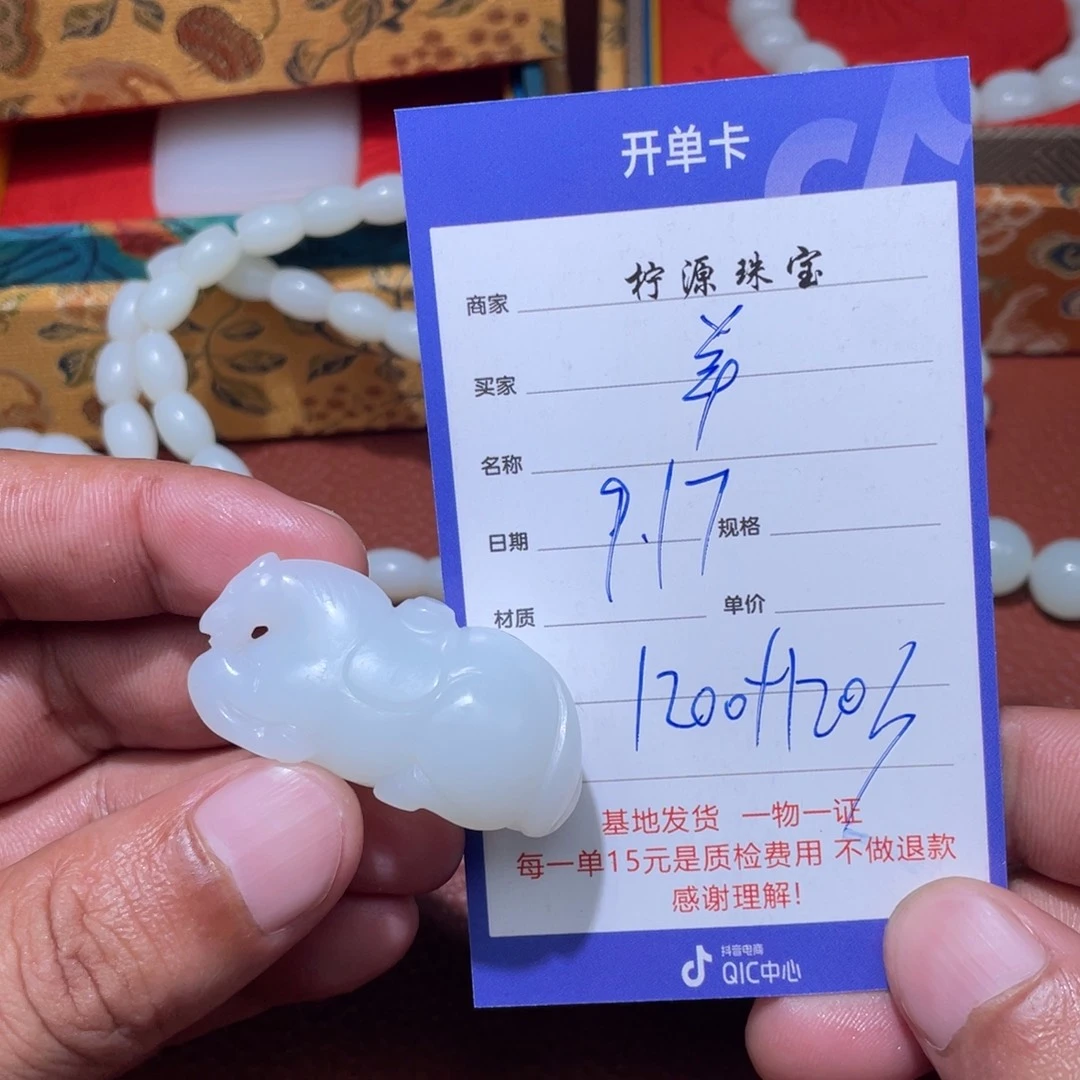 开单卡
商家 柠源珠宝
买家 羊
名称
日期 9.17 规格
材质 单价
1200+120
基地发货 一物一证
每一单15元是质检费用 不做退款
感谢理解!
抖音电商
QIC中心